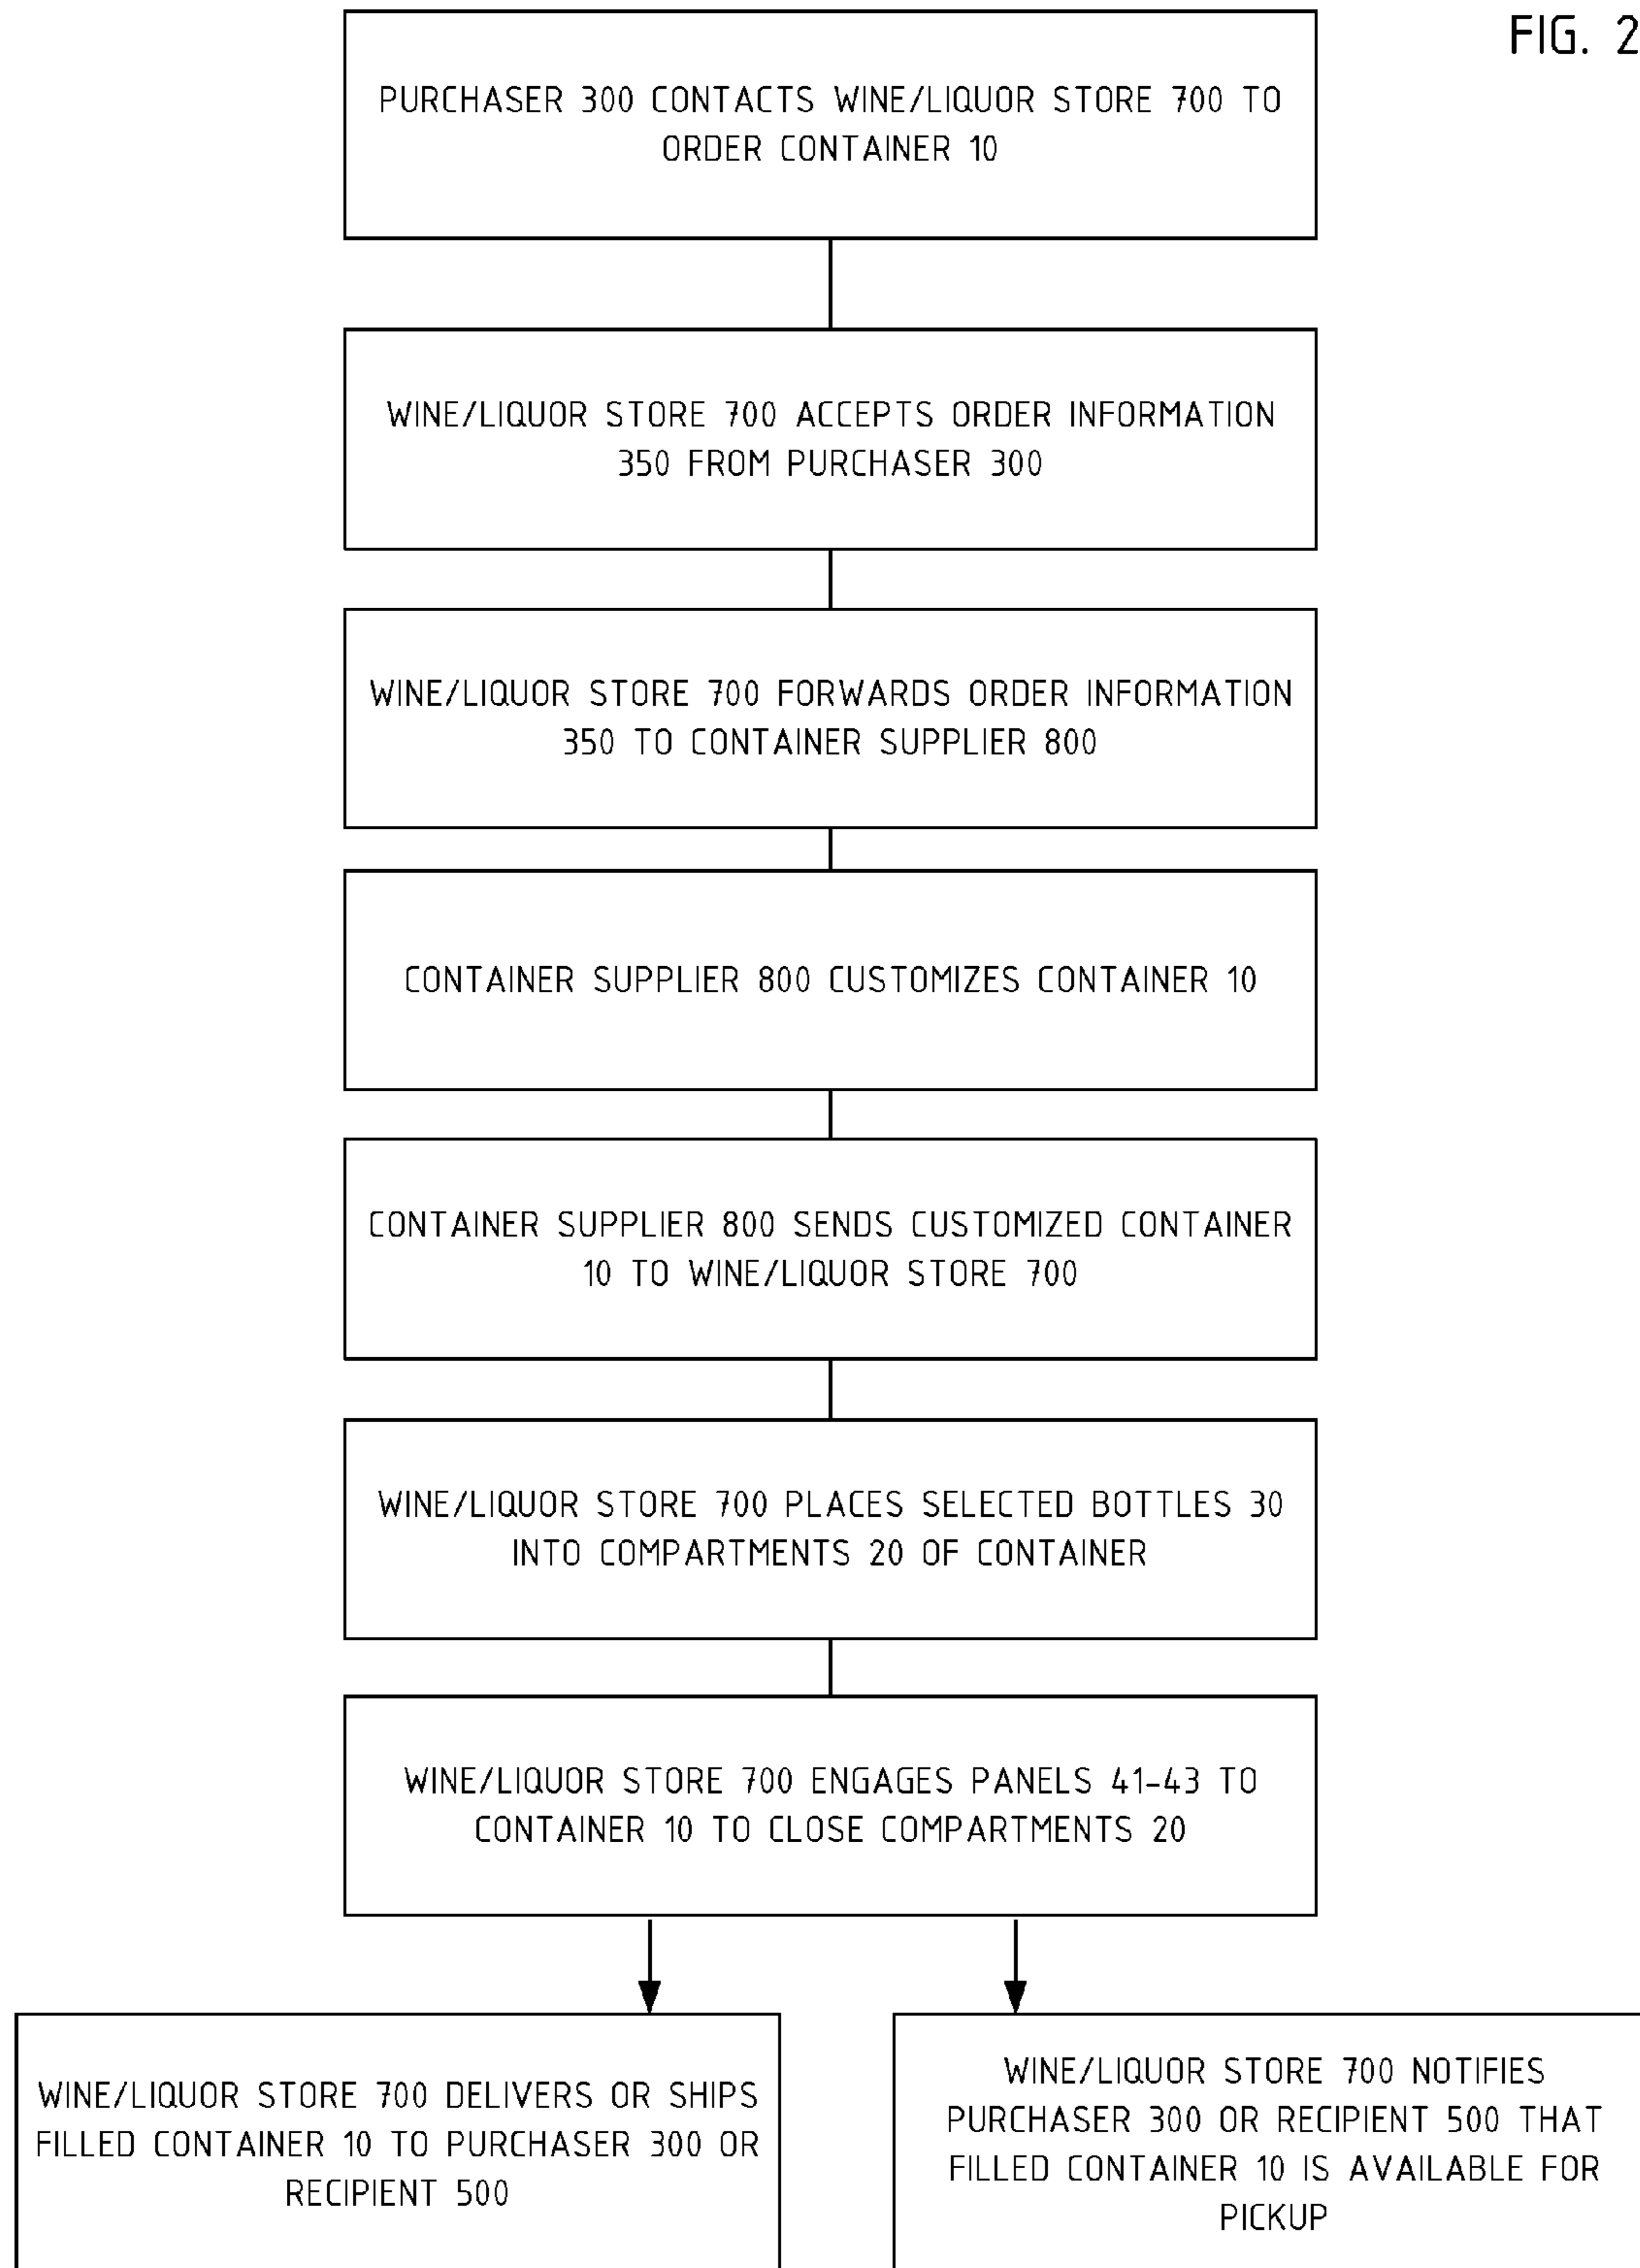 FIG. 2
PURCHASER 300 CONTACTS WINE/LIQUOR STORE 700 TO
ORDER CONTAINER 10
WINE/LIQUOR STORE 700 ACCEPTS ORDER INFORMATION
350 FROM PURCHASER 300
WINE/LIQUOR STORE 700 FORWARDS ORDER INFORMATION
350 TO CONTAINER SUPPLIER 800
CONTAINER SUPPLIER 800 CUSTOMIZES CONTAINER 10
CONTAINER SUPPLIER 800 SENDS CUSTOMIZED CONTAINER
10 TO WINE/LIQUOR STORE 700
WINE/LIQUOR STORE 700 PLACES SELECTED BOTTLES 30
INTO COMPARTMENTS 20 OF CONTAINER
WINE/LIQUOR STORE 700 ENGAGES PANELS 41-43 TO
CONTAINER 10 TO CLOSE COMPARTMENTS 20
WINE/LIQUOR STORE 700 DELIVERS OR SHIPS
FILLED CONTAINER 10 TO PURCHASER 300 OR
RECIPIENT 500
WINE/LIQUOR STORE 700 NOTIFIES
PURCHASER 300 OR RECIPIENT 500 THAT
FILLED CONTAINER 10 IS AVAILABLE FOR
PICKUP